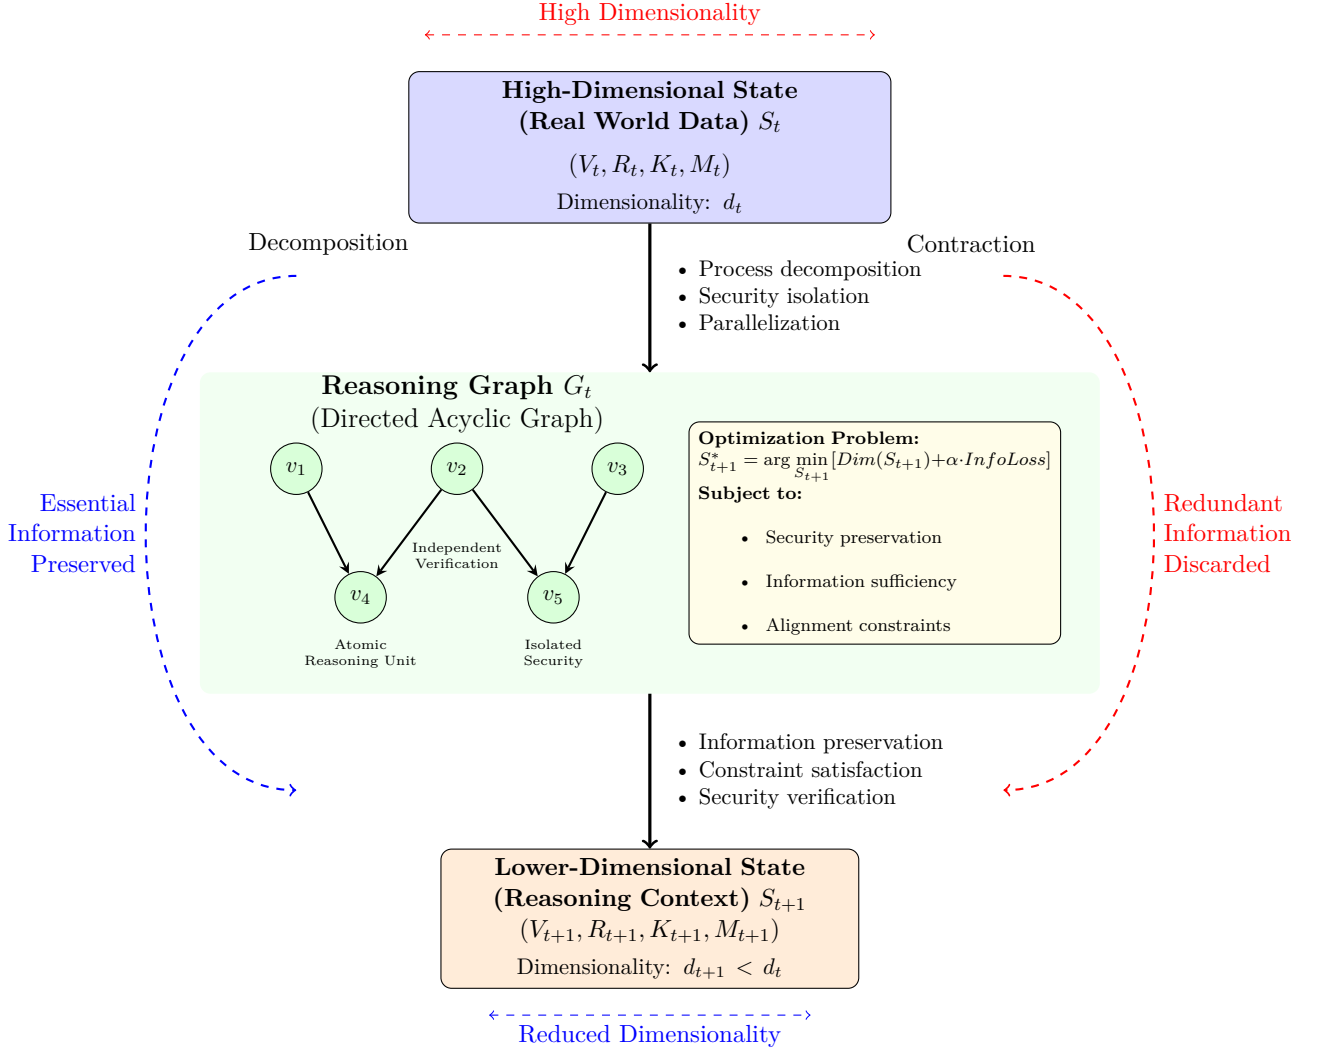 High Dimensionality
High-Dimensional State
(Real World Data) $S_t$
$(V_t, R_t, K_t, M_t)$
Dimensionality: $d_t$
Decomposition
Contraction
• Process decomposition
• Security isolation
• Parallelization
Reasoning Graph $G_t$
(Directed Acyclic Graph)
$v_1$
$v_2$
$v_3$
Independent
Verification
$v_4$
$v_5$
Atomic
Reasoning Unit
Isolated
Security
Optimization Problem:
$S^*_{t+1} = \arg\min_{S_{t+1}} [Dim(S_{t+1}) + \alpha \cdot InfoLoss]$
Subject to:
• Security preservation
• Information sufficiency
• Alignment constraints
Essential
Information
Preserved
Redundant
Information
Discarded
• Information preservation
• Constraint satisfaction
• Security verification
Lower-Dimensional State
(Reasoning Context) $S_{t+1}$
$(V_{t+1}, R_{t+1}, K_{t+1}, M_{t+1})$
Dimensionality: $d_{t+1} < d_t$
Reduced Dimensionality